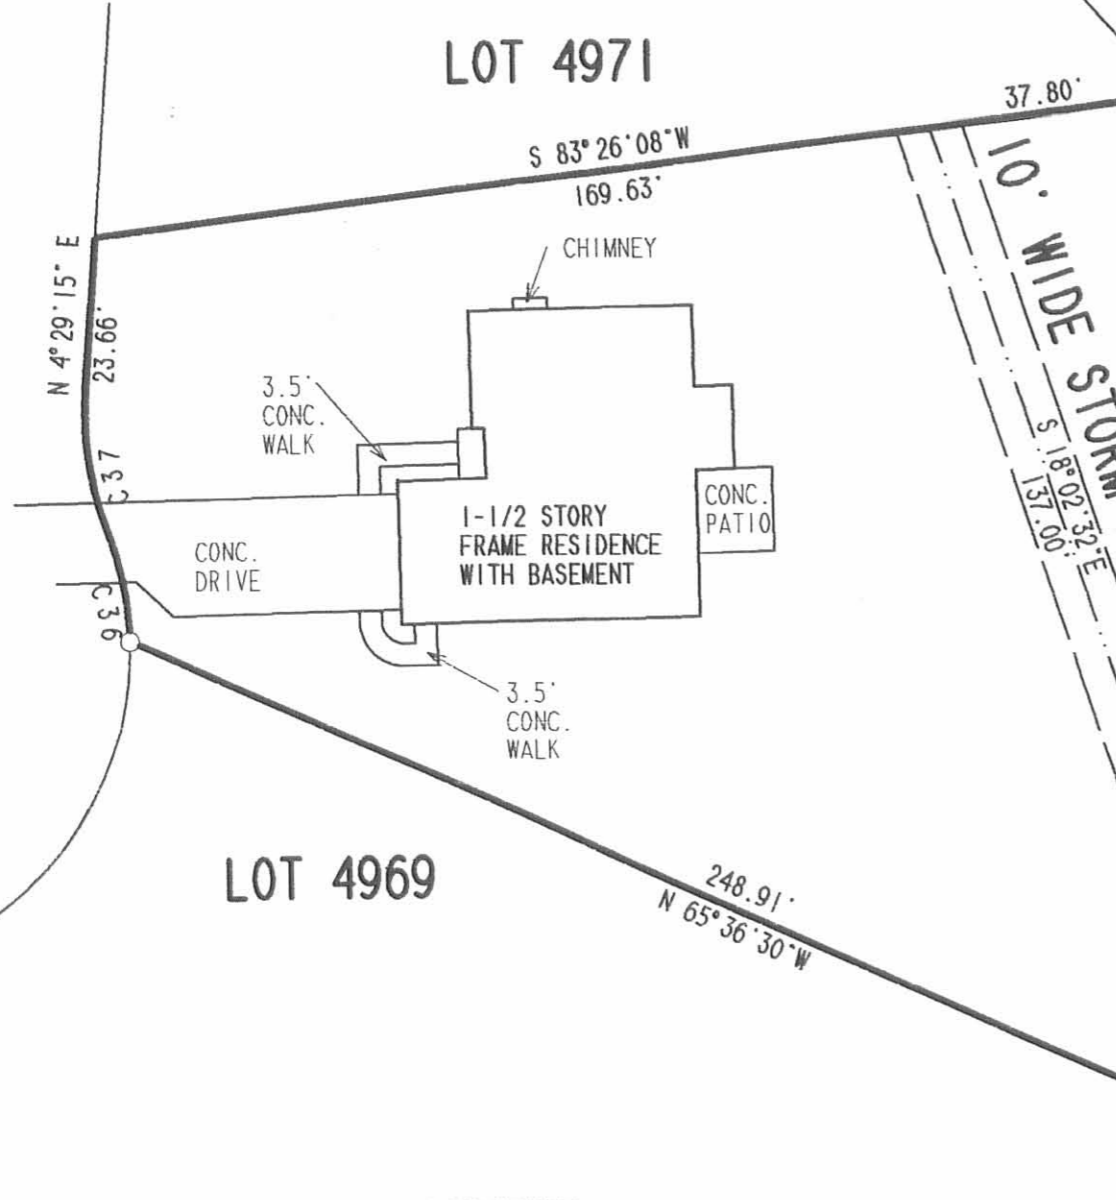 LOT 4971
37.80'
S 83°26'08"W
169.63'
10' WIDE STORM
CHIMNEY
N 4°29'15" E
23.66'
3.5'
CONC.
WALK
S 18°02'32"E
137.00'
C37
CONC.
PATIO
1-1/2 STORY
FRAME RESIDENCE
WITH BASEMENT
CONC.
DRIVE
C36
3.5'
CONC.
WALK
LOT 4969
248.91'
N 65°36'30"W